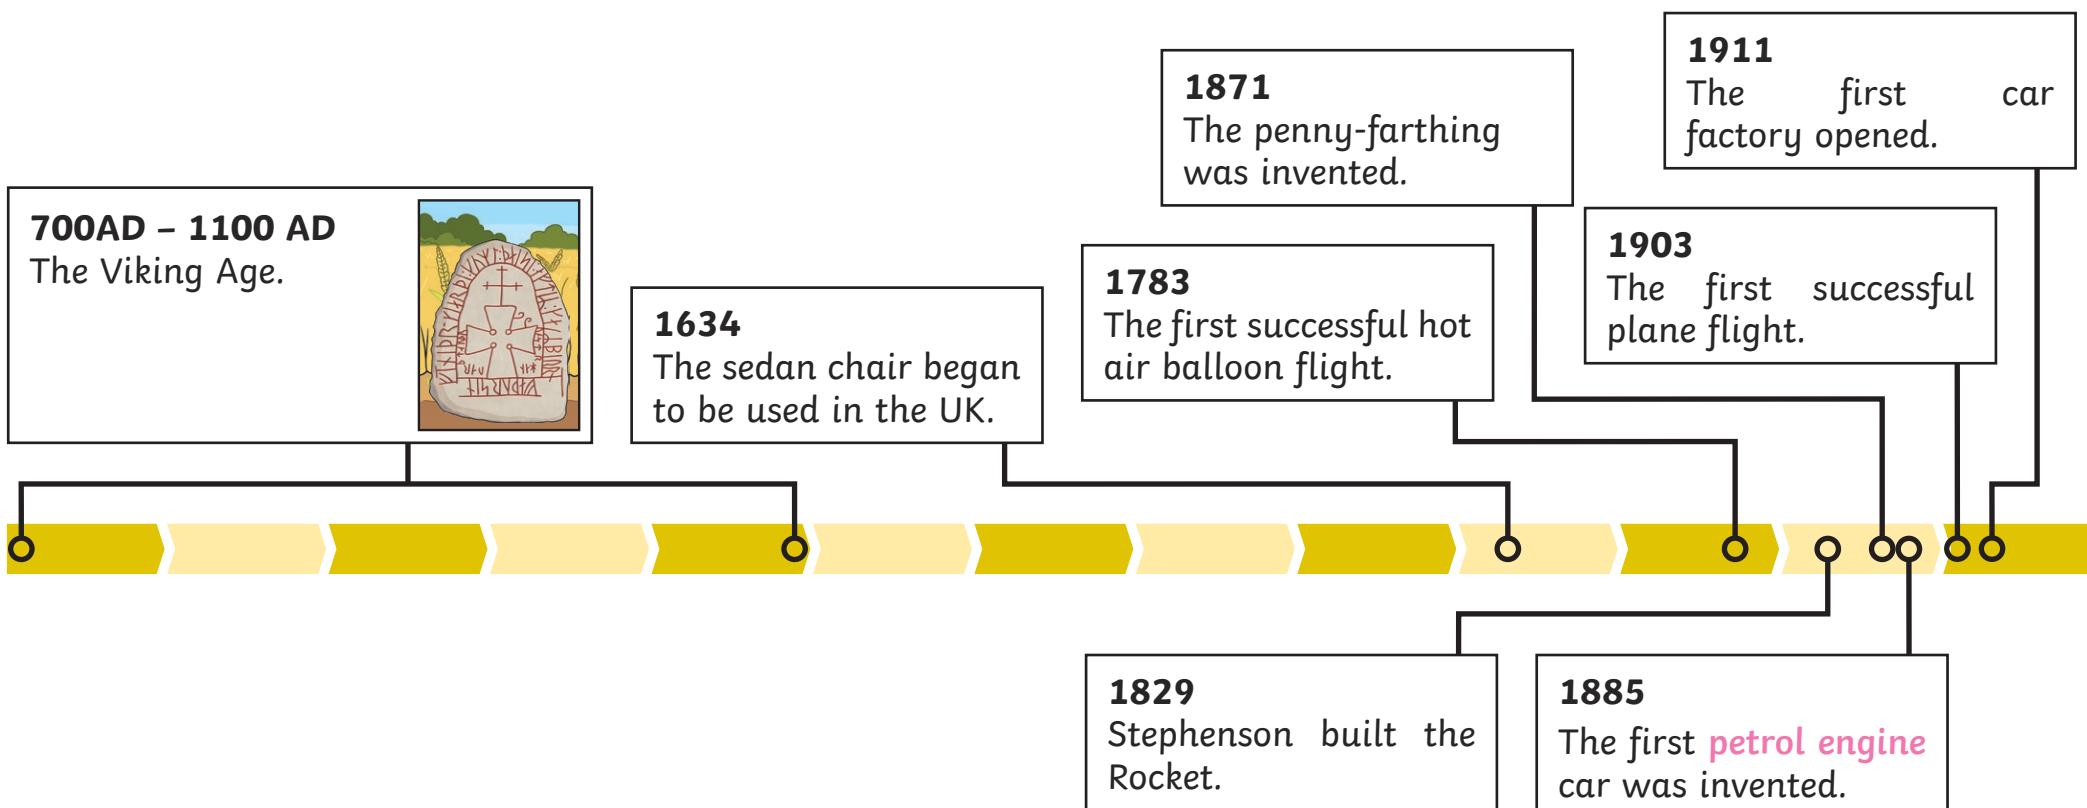 700AD – 1100 AD
The Viking Age.
1634
The sedan chair began
to be used in the UK.
1783
The first successful hot
air balloon flight.
1829
Stephenson built the
Rocket.
1871
The penny-farthing
was invented.
1885
The first petrol engine
car was invented.
1903
The first successful
plane flight.
1911
The first car
factory opened.